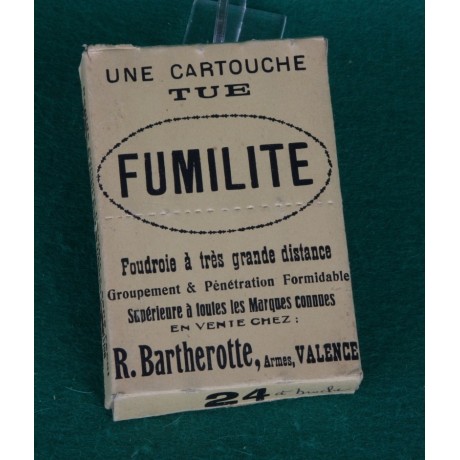 UNE CARTOUCHE
TUE
FUMILITE
Foudroie à très grande distance
Groupement & Pénétration Formidable
Supérieure à toutes les Marques connues
EN VENTE CHEZ :
R. Bartherotte, Armes, VALENCE
24